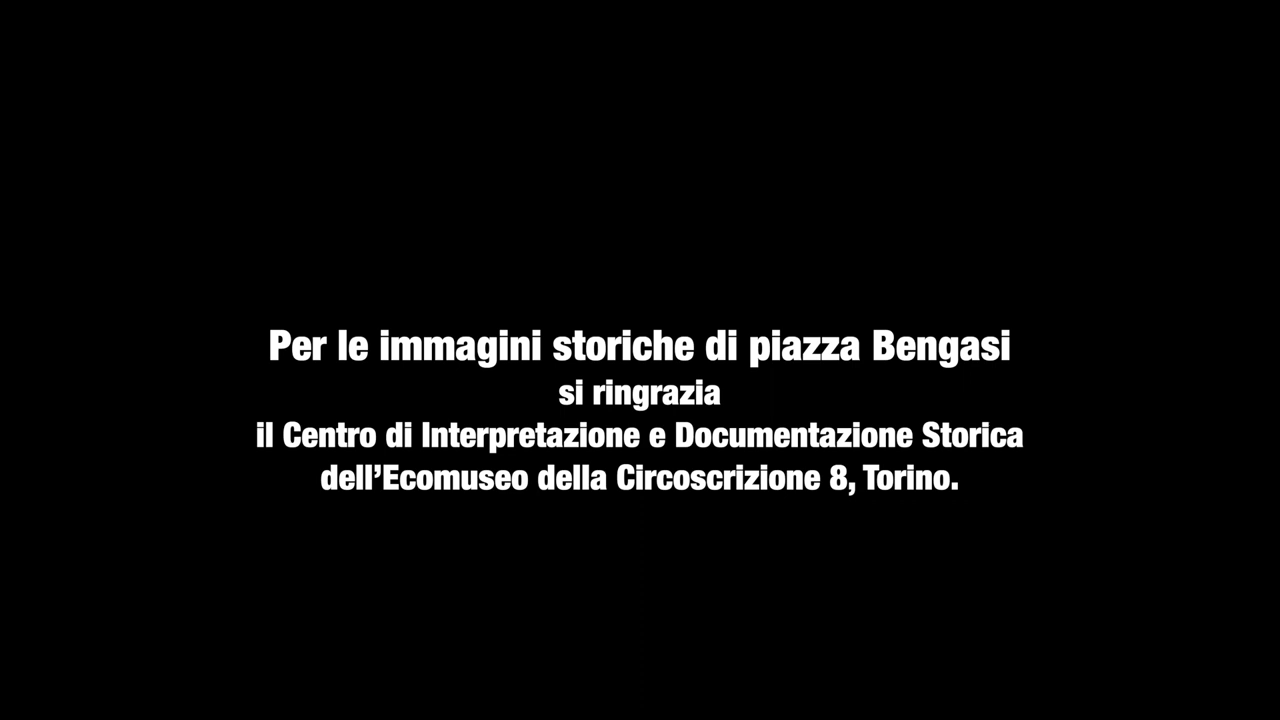 Per le immagini storiche di piazza Bengasi
si ringrazia
il Centro di Interpretazione e Documentazione Storica
dell’Ecomuseo della Circoscrizione 8, Torino.